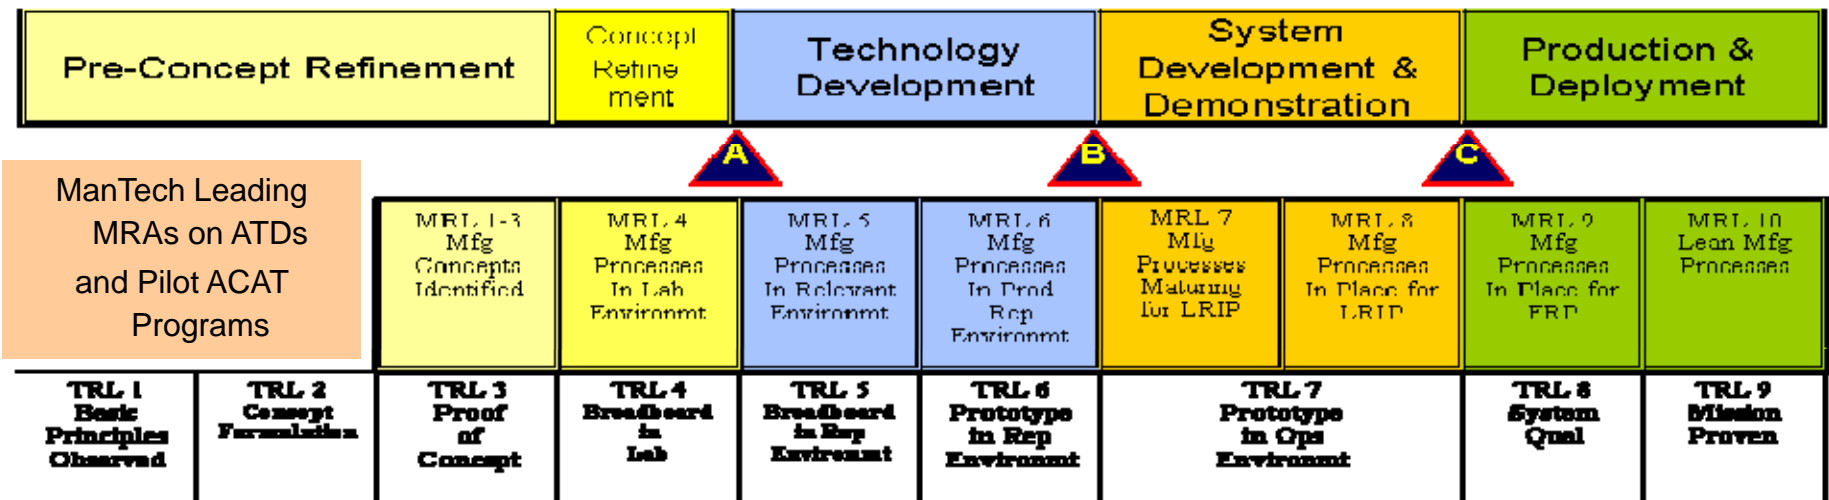 Pre-Concept Refinement
Concept
Refine
ment
Technology
Development
System
Development &
Demonstration
Production &
Deployment
A
B
C
ManTech Leading
MRAs on ATDs
and Pilot ACAT
Programs
MRL 1-3
Mfg
Concepts
Identified
MRL 4
Mfg
Processes
In Lab
Environmt
MRL 5
Mfg
Processes
In Relevant
Environmt
MRL 6
Mfg
Processes
In Prod
Rep
Environmt
MRL 7
Mfg
Processes
Maturing
for LRIP
MRL 8
Mfg
Processes
In Place for
LRIP
MRL 9
Mfg
Processes
In Place for
FRP
MRL 10
Lean Mfg
Processes
TRL 1
Basic
Principles
Observed
TRL 2
Concept
Formulation
TRL 3
Proof
of
Concept
TRL 4
Breadboard
in
Lab
TRL 5
Breadboard
in Rep
Environmt
TRL 6
Prototype
in Rep
Environmt
TRL 7
Prototype
in Ops
Environmt
TRL 8
System
Qual
TRL 9
Mission
Proven